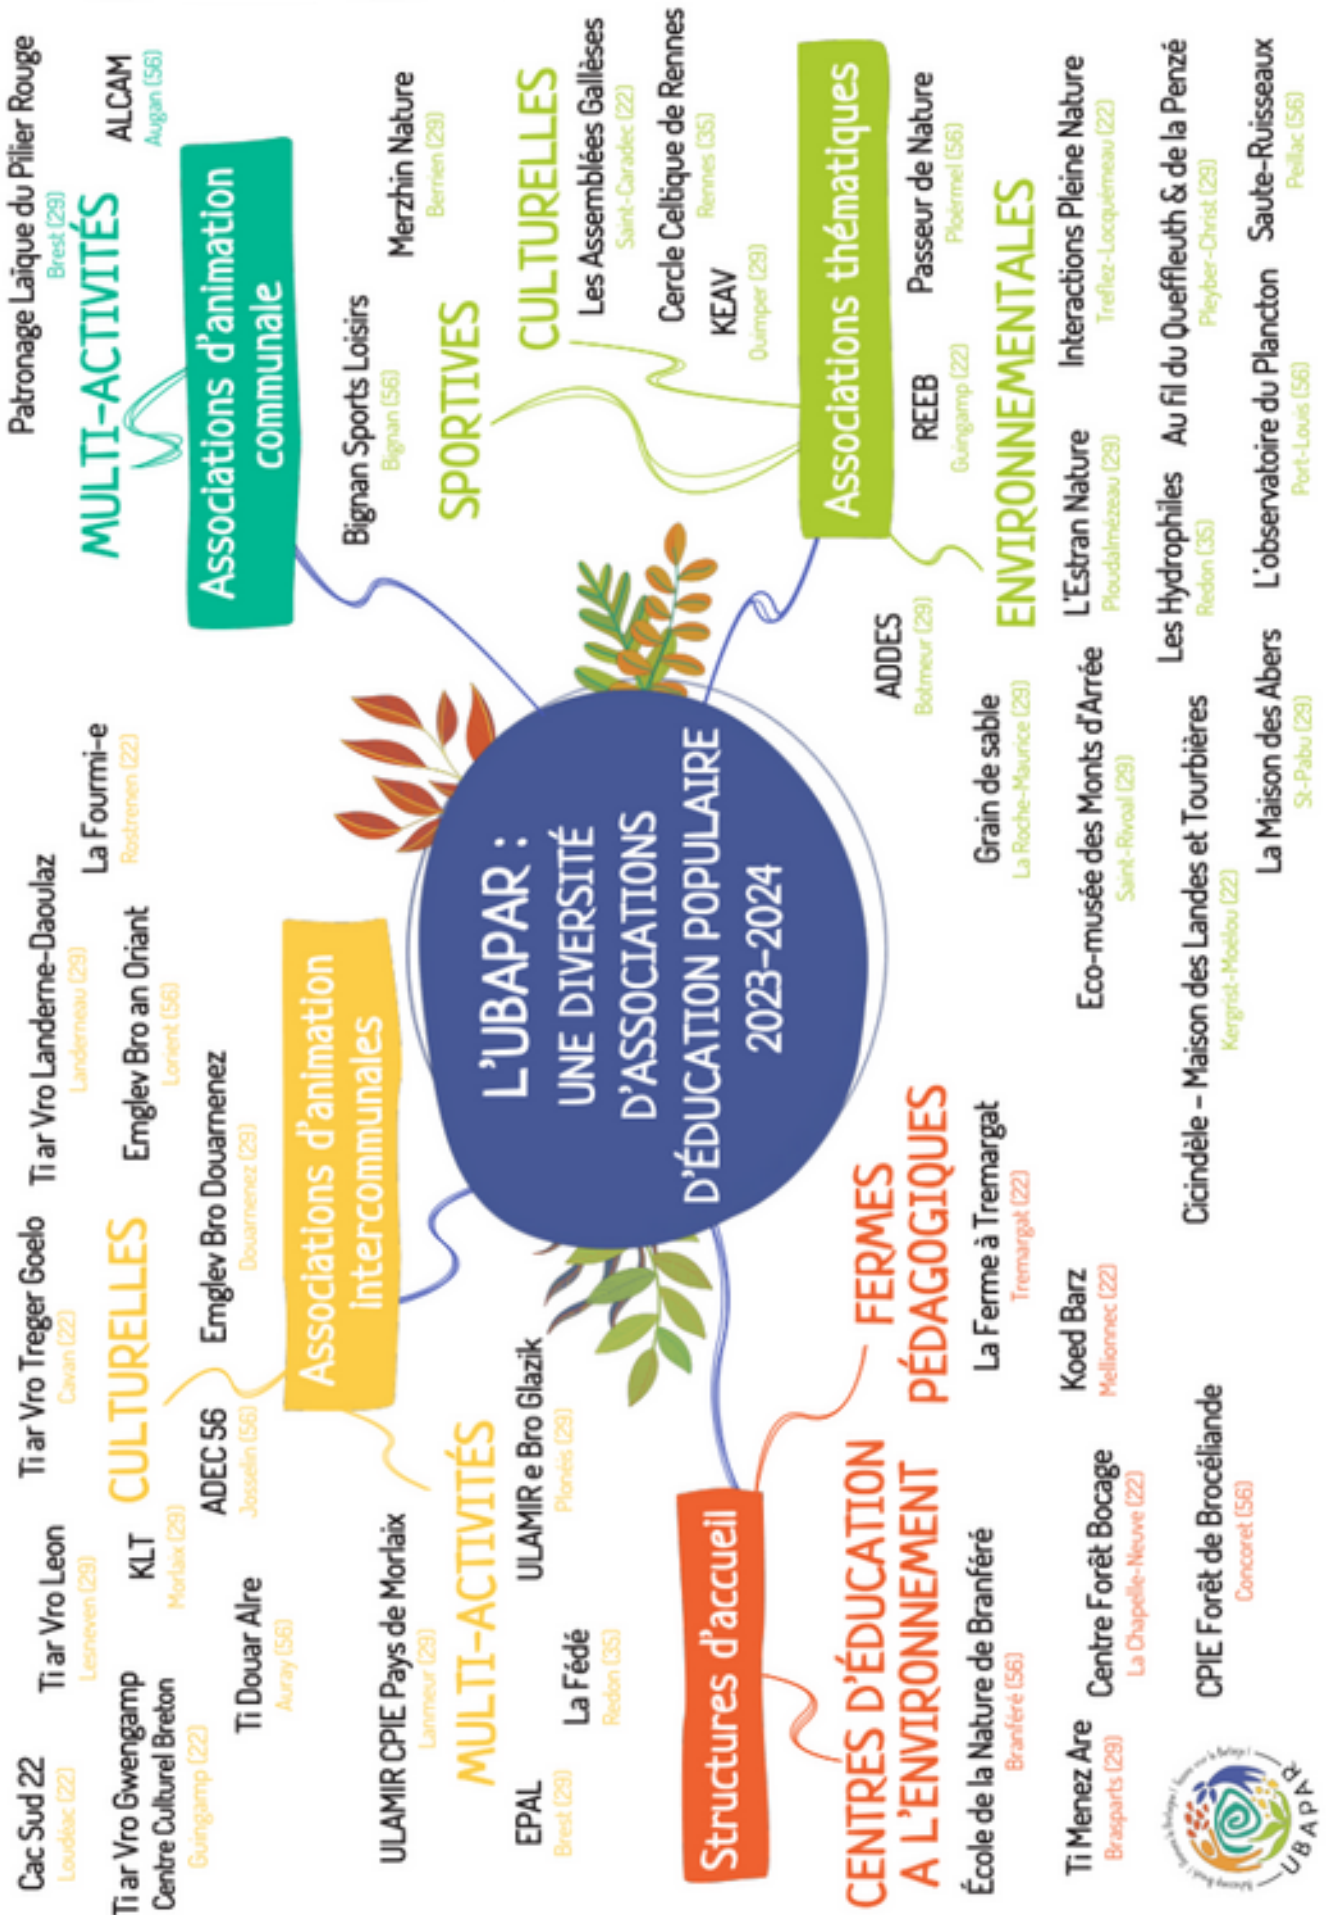 Cac Sud 22
Loudéac (22)
Ti ar Vro Leon
Lesneven (29)
Ti ar Vro Treger Goelo
Cavan (22)
Ti ar Vro Landerne-Daoulaz
Landerneau (29)
La Fourmi-e
Rostrenen (22)
Ti ar Vro Gwengamp
Centre Culturel Breton
Guingamp (22)
KLT
Morlaix (29)
CULTURELLES
Emglev Bro an Oriant
Lorient (56)
Ti Douar Alre
Auray (56)
ADEC 56
Josselin (56)
Emglev Bro Douarnenez
Douarnenez (29)
Associations d'animation
intercommunales
ULAMIR CPIE Pays de Morlaix
Lanmeur (29)
MULTI-ACTIVITÉS
EPAL
Brest (29)
La Fédé
Redon (35)
ULAMIR e Bro Glazik
Plonéis (29)
Patronage Laïque du Pilier Rouge
Brest (29)
MULTI-ACTIVITÉS
ALCAM
Augan (56)
Associations d'animation
communale
Bignan Sports Loisirs
Bignan (56)
Merzhin Nature
Berrien (29)
SPORTIVES
CULTURELLES
Les Assemblées Gallèses
Saint-Caradec (22)
Cercle Celtique de Rennes
Rennes (35)
KEAV
Quimper (29)
Associations thématiques
L'UBAPAR :
UNE DIVERSITÉ
D'ASSOCIATIONS
D'ÉDUCATION POPULAIRE
2023-2024
Structures d'accueil
CENTRES D'ÉDUCATION
A L'ENVIRONNEMENT
École de la Nature de Branféré
Branféré (56)
Ti Menez Are
Brasparts (29)
Centre Forêt Bocage
La Chapelle-Neuve (22)
CPIE Forêt de Brocéliande
Concoret (56)
FERMES
PÉDAGOGIQUES
La Ferme à Tremargat
Tremargat (22)
Koed Barz
Mellionnec (22)
ADDES
Botmeur (29)
REEB
Guingamp (22)
Passeur de Nature
Ploërmel (56)
ENVIRONNEMENTALES
Grain de sable
La Roche-Maurice (29)
L'Estran Nature
Ploudalmézeau (29)
Interactions Pleine Nature
Treflez-Locquémeau (22)
Eco-musée des Monts d'Arrée
Saint-Rivoal (29)
Les Hydrophiles
Redon (35)
Au fil du Queffleuth & de la Penzé
Pleyber-Christ (29)
Cicindèle – Maison des Landes et Tourbières
Kergrist-Moëlou (22)
La Maison des Abers
St-Pabu (29)
L'observatoire du Plancton
Port-Louis (56)
Saute-Ruisseaux
Peillac (56)
UBAPAR